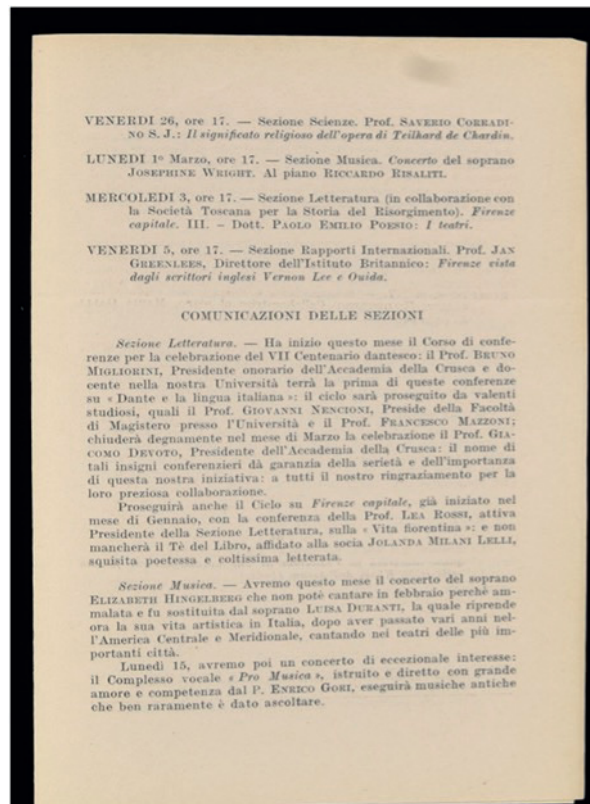 VENERDI 26, ore 17. — Sezione Scienze. Prof. SAVERIO CORRADI-
NO S. J.: Il significato religioso dell'opera di Teilhard de Chardin.
LUNEDI 1º Marzo, ore 17. — Sezione Musica. Concerto del soprano
JOSEPHINE WRIGHT. Al piano RICCARDO RISALITI.
MERCOLEDI 3, ore 17. — Sezione Letteratura (in collaborazione con
la Società Toscana per la Storia del Risorgimento). Firenze
capitale. III. – Dott. PAOLO EMILIO POESIO: I teatri.
VENERDI 5, ore 17. — Sezione Rapporti Internazionali. Prof. JAN
GREENLEES, Direttore dell'Istituto Britannico: Firenze vista
dagli scrittori inglesi Vernon Lee e Ouida.
COMUNICAZIONI DELLE SEZIONI
Sezione Letteratura. — Ha inizio questo mese il Corso di confe-
renze per la celebrazione del VII Centenario dantesco: il Prof. BRUNO
MIGLIORINI, Presidente onorario dell'Accademia della Crusca e do-
cente nella nostra Università terrà la prima di queste conferenze
su « Dante e la lingua italiana »: il ciclo sarà proseguito da valenti
studiosi, quali il Prof. GIOVANNI NENCIONI, Preside della Facoltà
di Magistero presso l'Università e il Prof. FRANCESCO MAZZONI;
chiuderà degnamente nel mese di Marzo la celebrazione il Prof. GIA-
COMO DEVOTO, Presidente dell'Accademia della Crusca: il nome di
tali insigni conferenzieri dà garanzia della serietà e dell'importanza
di questa nostra iniziativa: a tutti il nostro ringraziamento per la
loro preziosa collaborazione.
Proseguirà anche il Ciclo su Firenze capitale, già iniziato nel
mese di Gennaio, con la conferenza della Prof. LEA ROSSI, attiva
Presidente della Sezione Letteratura, sulla « Vita fiorentina »: e non
mancherà il Tè del Libro, affidato alla socia JOLANDA MILANI LELLI,
squisita poetessa e coltissima letterata.
Sezione Musica. — Avremo questo mese il concerto del soprano
ELIZABETH HINGELBERG che non potè cantare in febbraio perchè am-
malata e fu sostituita dal soprano LUISA DURANTI, la quale riprende
ora la sua vita artistica in Italia, dopo aver passato vari anni nel-
l'America Centrale e Meridionale, cantando nei teatri delle più im-
portanti città.
Lunedì 15, avremo poi un concerto di eccezionale interesse:
il Complesso vocale « Pro Musica », istruito e diretto con grande
amore e competenza dal P. ENRICO GORI, eseguirà musiche antiche
che ben raramente è dato ascoltare.